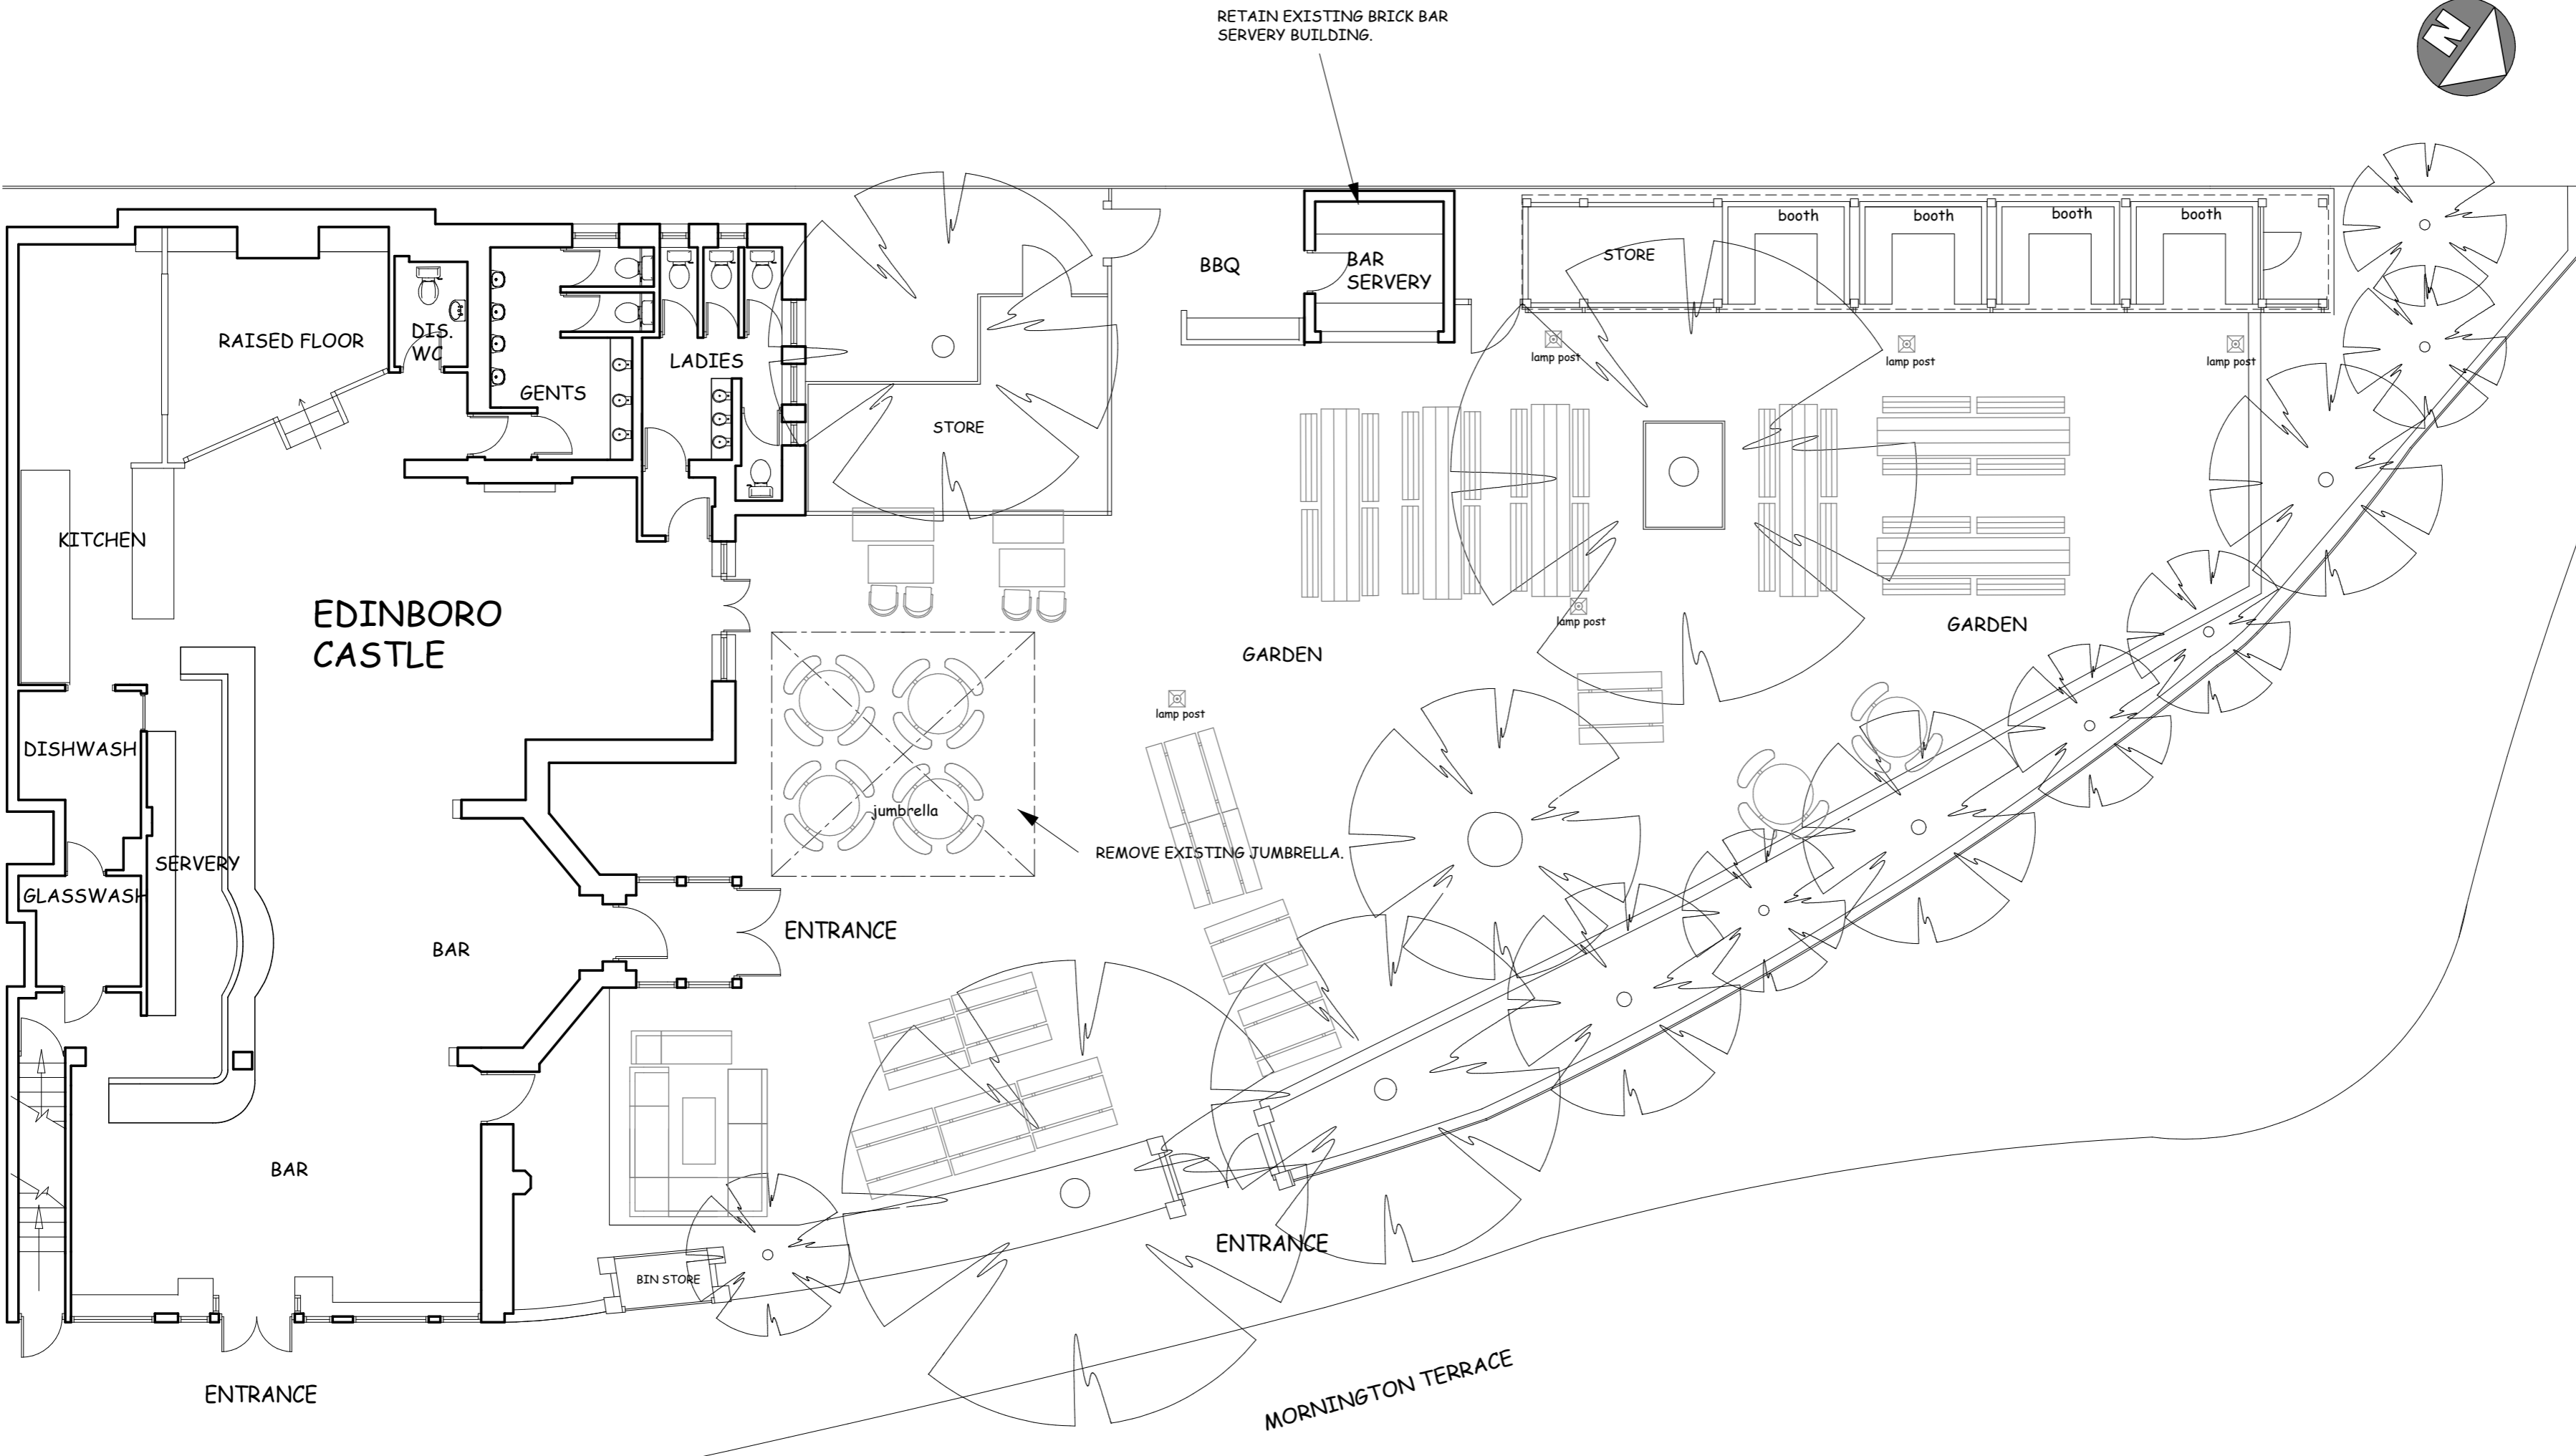 RETAIN EXISTING BRICK BAR
SERVERY BUILDING.
N
booth
booth
booth
booth
STORE
BBQ
BAR
SERVERY
RAISED FLOOR
DIS.
WC
LADIES
GENTS
lamp post
lamp post
lamp post
STORE
KITCHEN
EDINBORO
CASTLE
lamp post
GARDEN
GARDEN
lamp post
DISHWASH
jumbrella
REMOVE EXISTING JUMBRELLA.
SERVERY
GLASSWASH
ENTRANCE
BAR
BAR
ENTRANCE
BIN STORE
ENTRANCE
MORNINGTON TERRACE